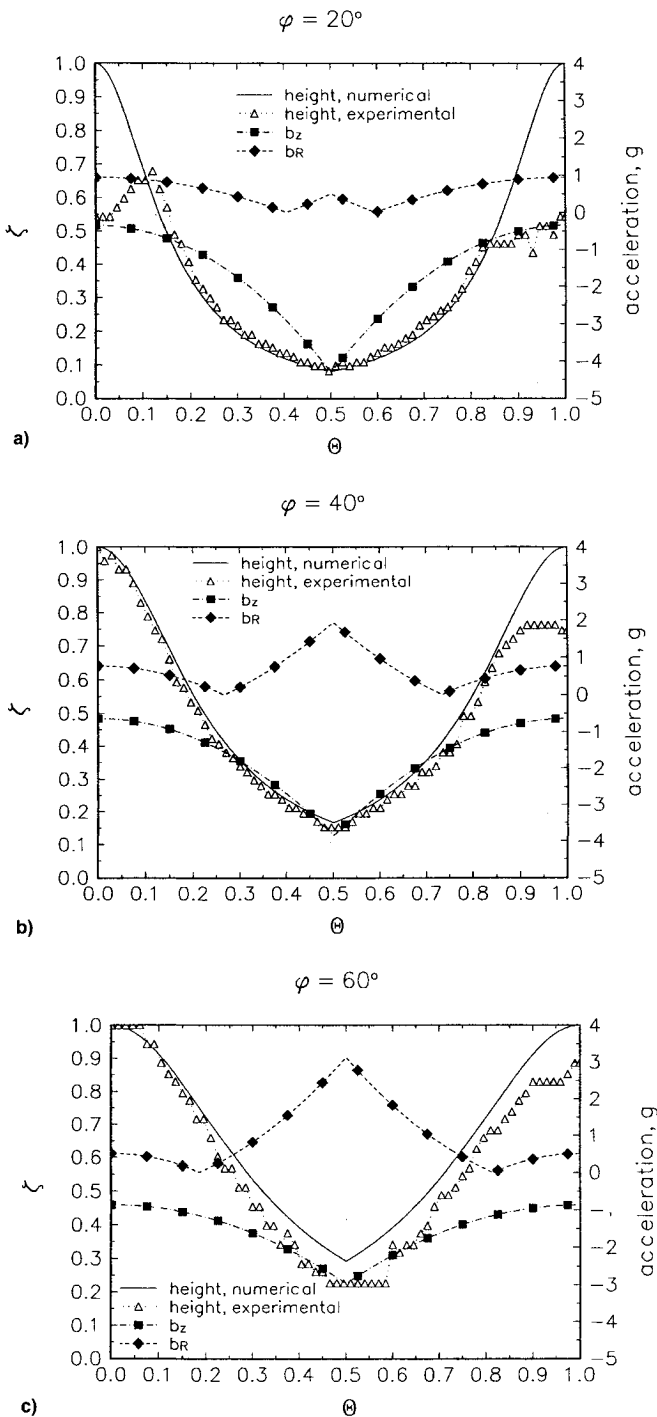 φ = 20°
1.0
0.9
0.8
0.7
0.6
0.5
0.4
0.3
0.2
0.1
0.0
ζ
height, numerical
height, experimental
bz
bR
4
3
2
1
0
−1
−2
−3
−4
−5
acceleration, g
0.0 0.1 0.2 0.3 0.4 0.5 0.6 0.7 0.8 0.9 1.0
a)
Θ
φ = 40°
1.0
0.9
0.8
0.7
0.6
0.5
0.4
0.3
0.2
0.1
0.0
ζ
height, numerical
height, experimental
bz
bR
4
3
2
1
0
−1
−2
−3
−4
−5
acceleration, g
0.0 0.1 0.2 0.3 0.4 0.5 0.6 0.7 0.8 0.9 1.0
b)
Θ
φ = 60°
1.0
0.9
0.8
0.7
0.6
0.5
0.4
0.3
0.2
0.1
0.0
ζ
height, numerical
height, experimental
bz
bR
4
3
2
1
0
−1
−2
−3
−4
−5
acceleration, g
0.0 0.1 0.2 0.3 0.4 0.5 0.6 0.7 0.8 0.9 1.0
c)
Θ